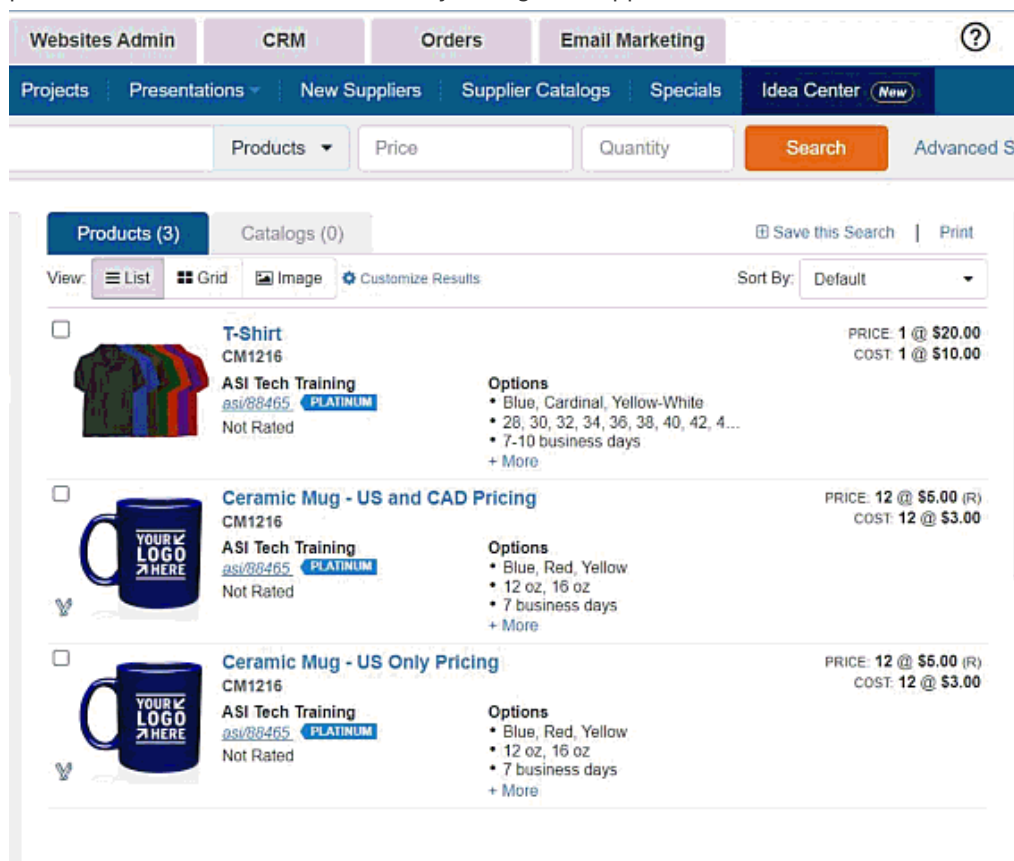 Websites Admin CRM Orders Email Marketing
Projects Presentations New Suppliers Supplier Catalogs Specials Idea Center New
Products Price Quantity Search Advanced S
Products (3) Catalogs (0) Save this Search | Print
View: List Grid Image Customize Results Sort By: Default
T-Shirt PRICE: 1 @ $20.00
CM1216 COST: 1 @ $10.00
ASI Tech Training Options
asi/88465 PLATINUM • Blue, Cardinal, Yellow-White
Not Rated • 28, 30, 32, 34, 36, 38, 40, 42, 4...
• 7-10 business days
+ More
Ceramic Mug - US and CAD Pricing PRICE: 12 @ $5.00 (R)
CM1216 COST: 12 @ $3.00
YOUR
LOGO
HERE
ASI Tech Training Options
asi/88465 PLATINUM • Blue, Red, Yellow
Not Rated • 12 oz, 16 oz
• 7 business days
+ More
Ceramic Mug - US Only Pricing PRICE: 12 @ $5.00 (R)
CM1216 COST: 12 @ $3.00
YOUR
LOGO
HERE
ASI Tech Training Options
asi/88465 PLATINUM • Blue, Red, Yellow
Not Rated • 12 oz, 16 oz
• 7 business days
+ More